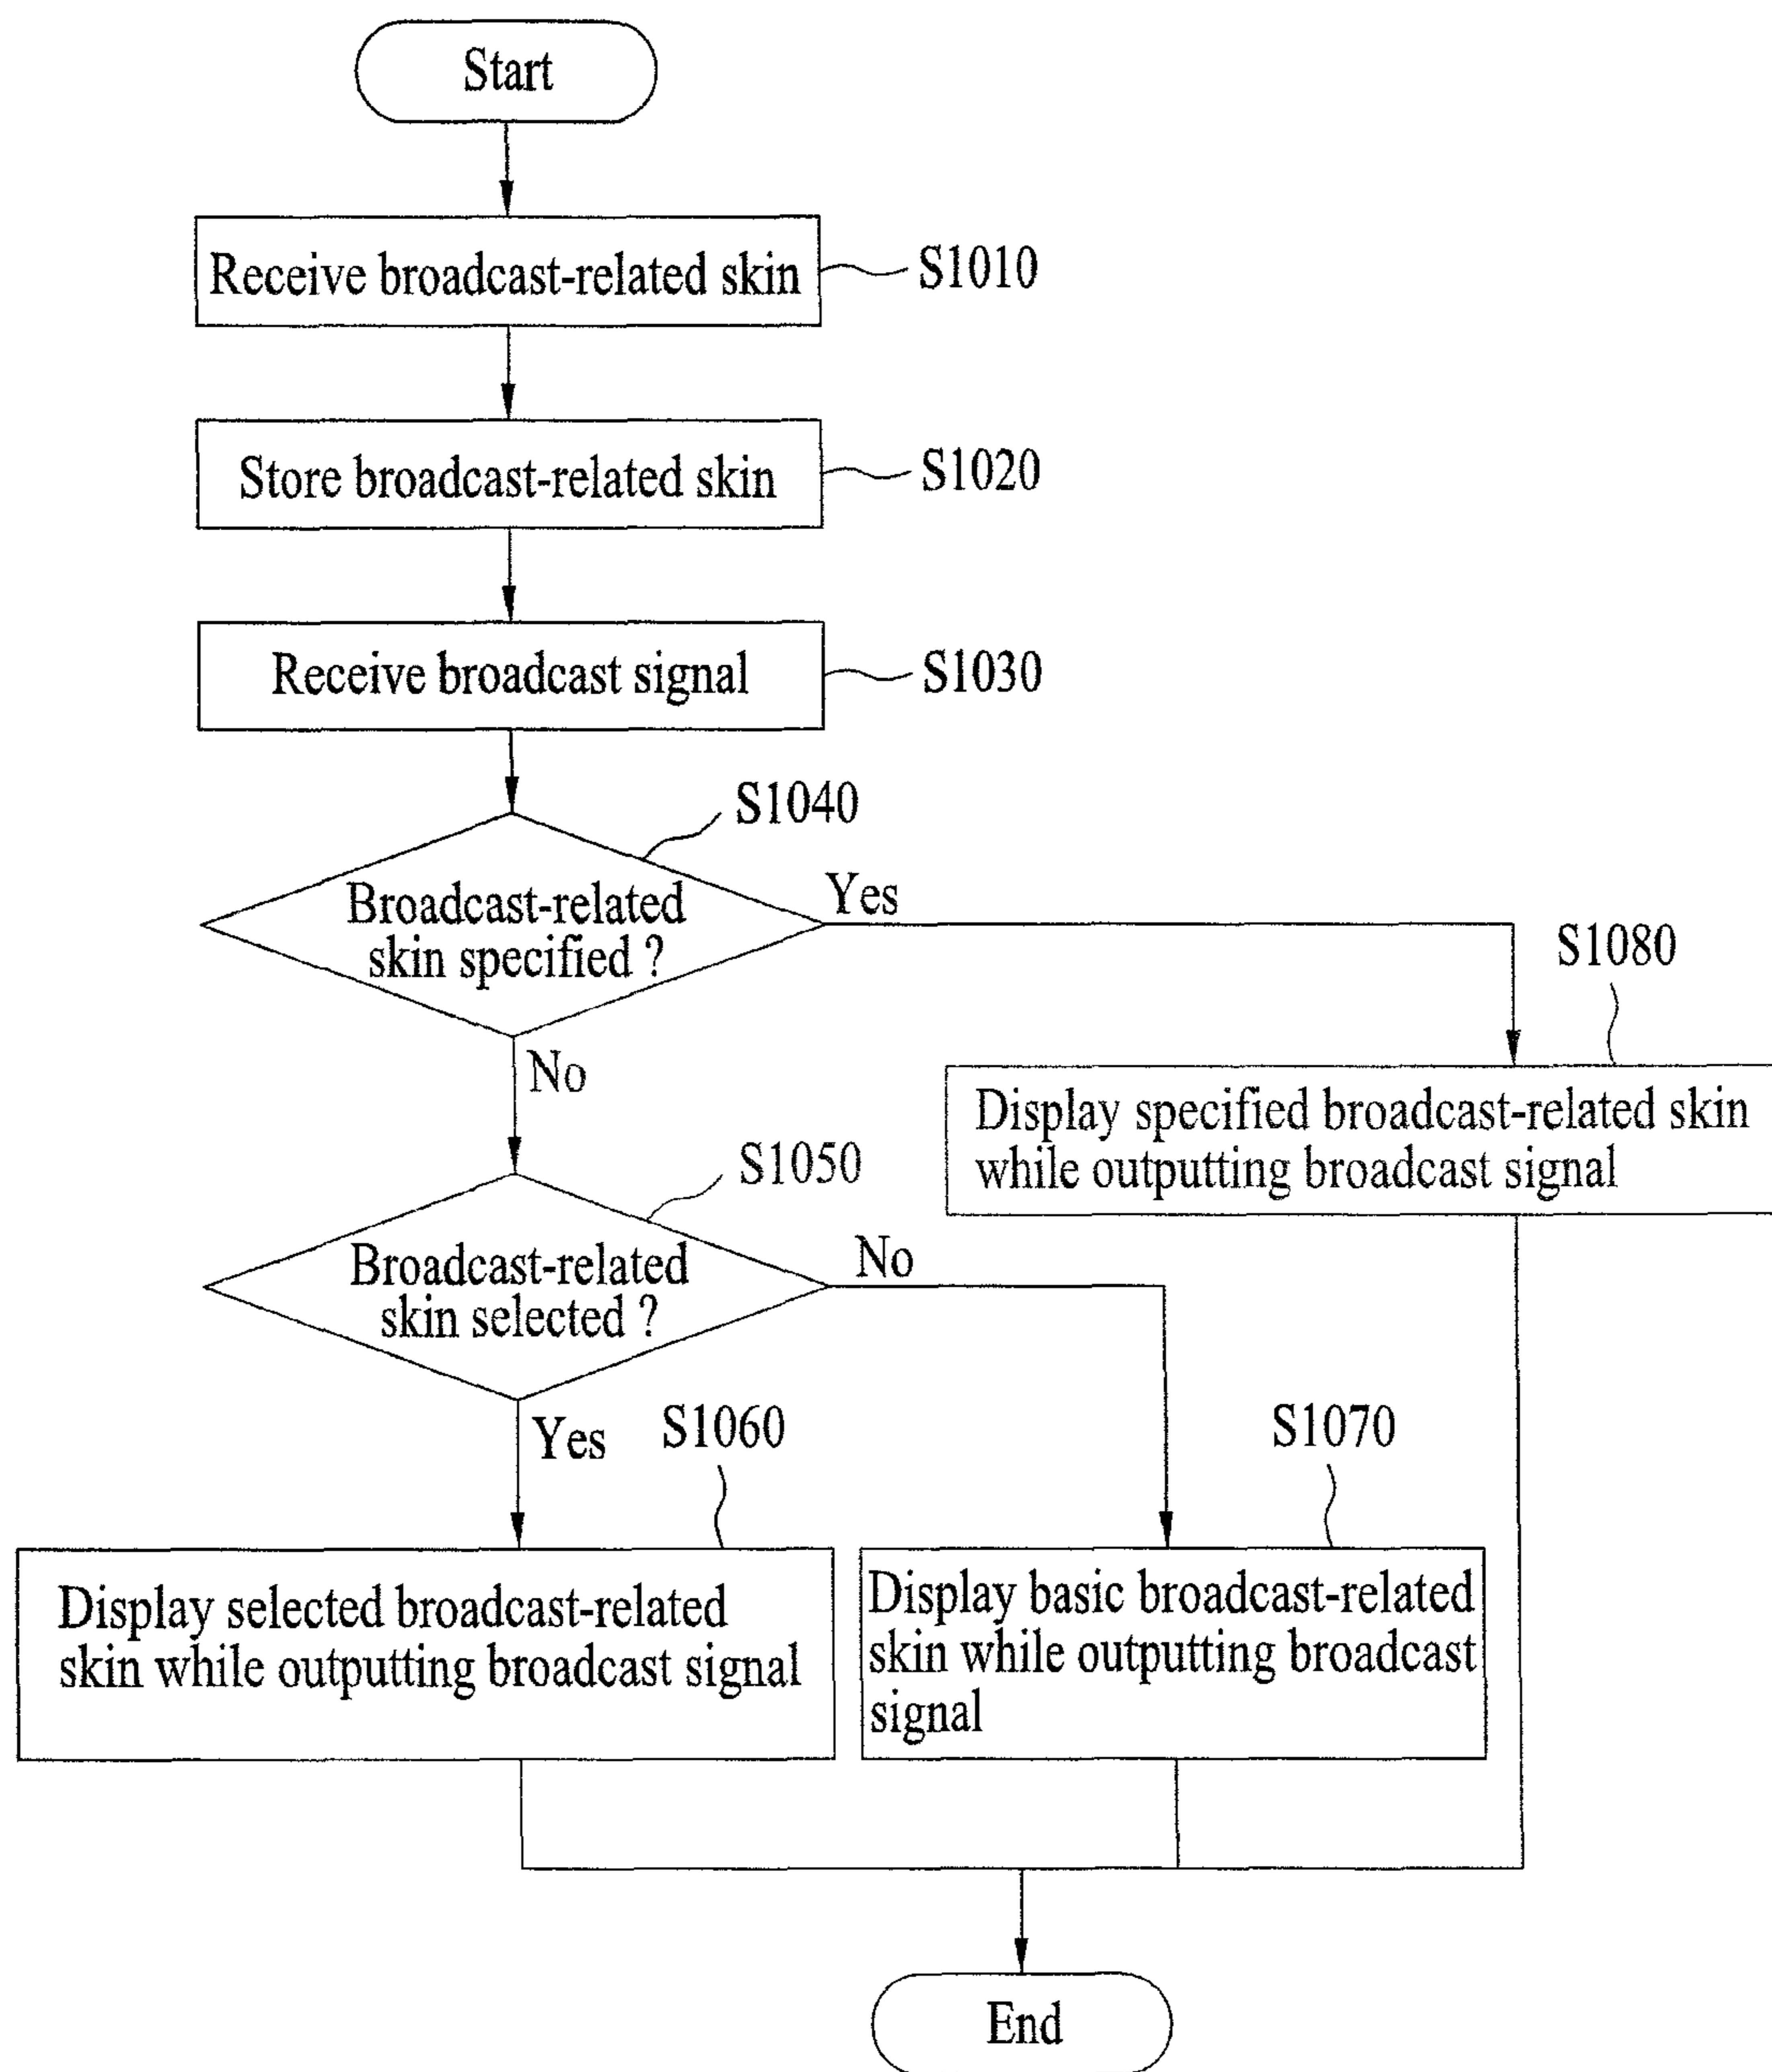 Start
Receive broadcast-related skin
S1010
Store broadcast-related skin
S1020
Receive broadcast signal
S1030
S1040
Broadcast-related
skin specified ?
Yes
No
S1080
Display specified broadcast-related skin
while outputting broadcast signal
S1050
Broadcast-related
skin selected ?
No
Yes
S1060
Display selected broadcast-related
skin while outputting broadcast signal
S1070
Display basic broadcast-related
skin while outputting broadcast
signal
End